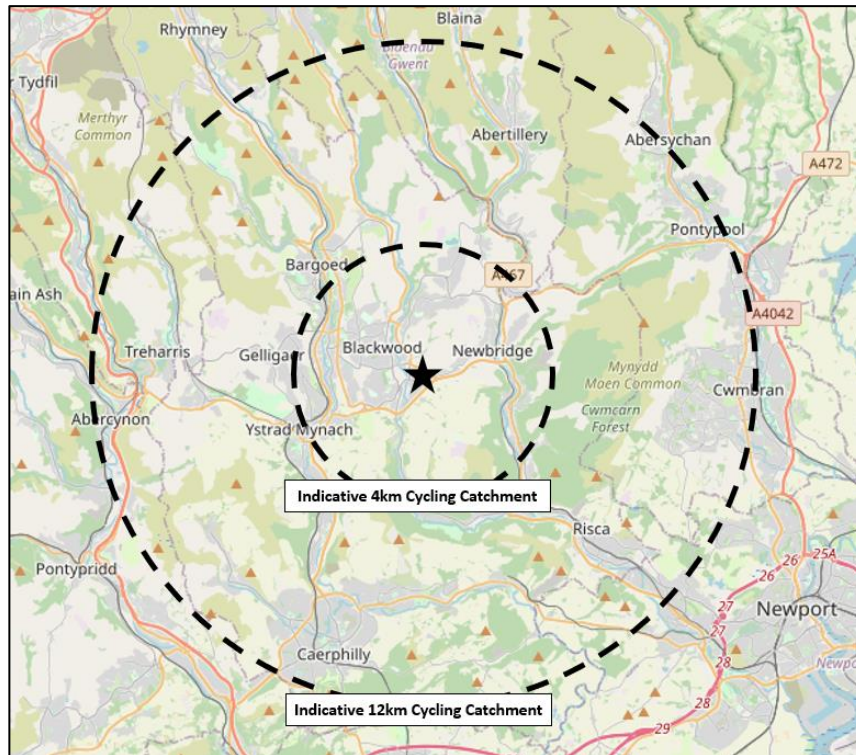 Rhymney
Blaina
Blaenau
Gwent
r Tydfil
Merthyr
Common
Abertillery
Abersychan
A472
Pontypool
Bargoed
A467
ain Ash
A4042
Treharris
Gelligaer
Blackwood
Newbridge
Mynydd
Maen Common
Cwmbran
Abercynon
Cwmcarn
Forest
Ystrad Mynach
Indicative 4km Cycling Catchment
Risca
Pontypridd
26
25A
26
27
Newport
27
Caerphilly
28
28
Indicative 12km Cycling Catchment
29